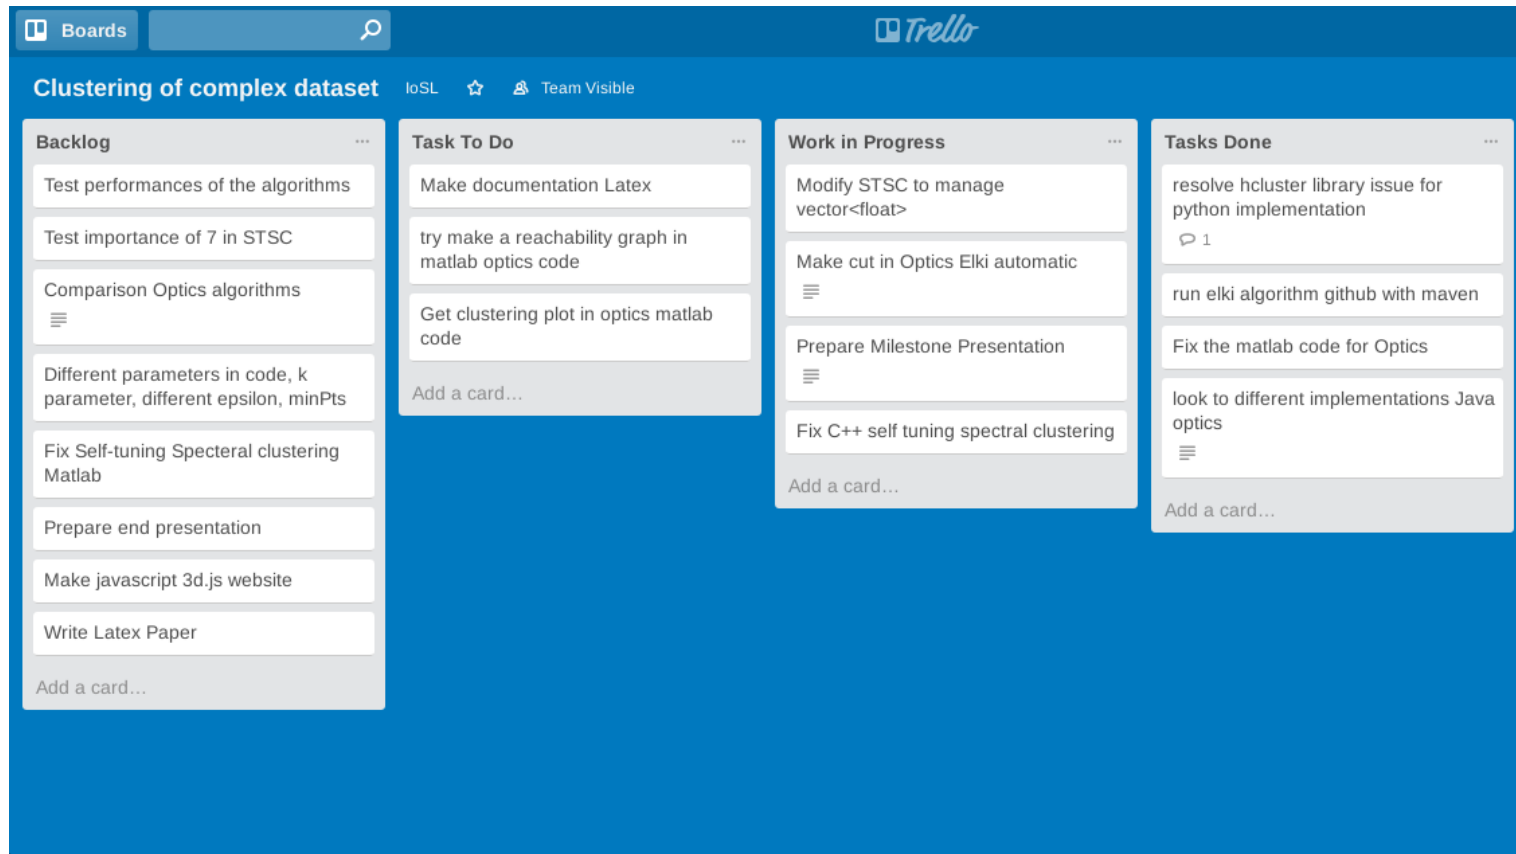 Boards
Trello
Clustering of complex dataset IoSL Team Visible
Backlog
Test performances of the algorithms
Test importance of 7 in STSC
Comparison Optics algorithms
Different parameters in code, k
parameter, different epsilon, minPts
Fix Self-tuning Specteral clustering
Matlab
Prepare end presentation
Make javascript 3d.js website
Write Latex Paper
Add a card…
Task To Do
Make documentation Latex
try make a reachability graph in
matlab optics code
Get clustering plot in optics matlab
code
Add a card…
Work in Progress
Modify STSC to manage
vector<float>
Make cut in Optics Elki automatic
Prepare Milestone Presentation
Fix C++ self tuning spectral clustering
Add a card…
Tasks Done
resolve hcluster library issue for
python implementation
1
run elki algorithm github with maven
Fix the matlab code for Optics
look to different implementations Java
optics
Add a card…